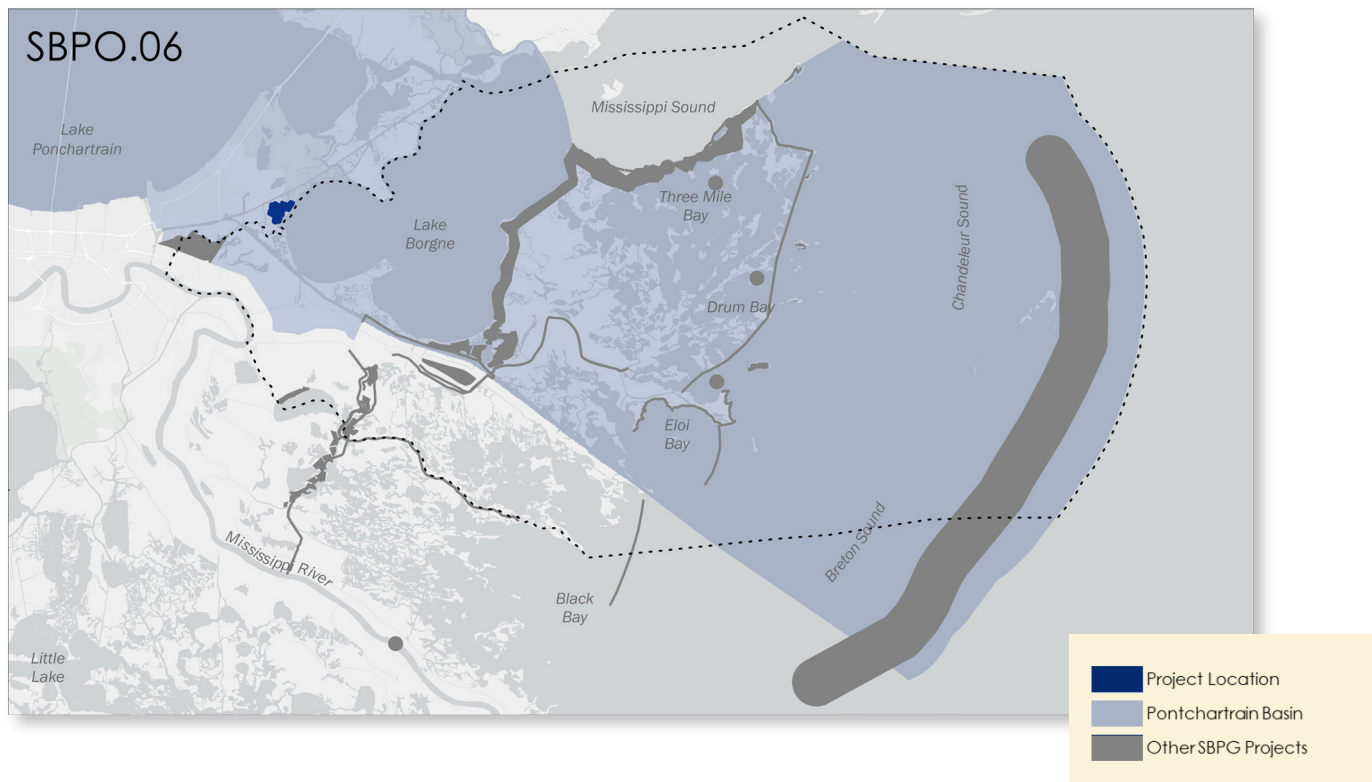 SBPO.06
Lake
Ponchartrain
Mississippi Sound
Three Mile
Bay
Lake
Borgne
Chandeleur Sound
Drum Bay
Eloi
Bay
Breton Sound
Mississippi River
Black
Bay
Little
Lake
Project Location
Pontchartrain Basin
Other SBPG Projects